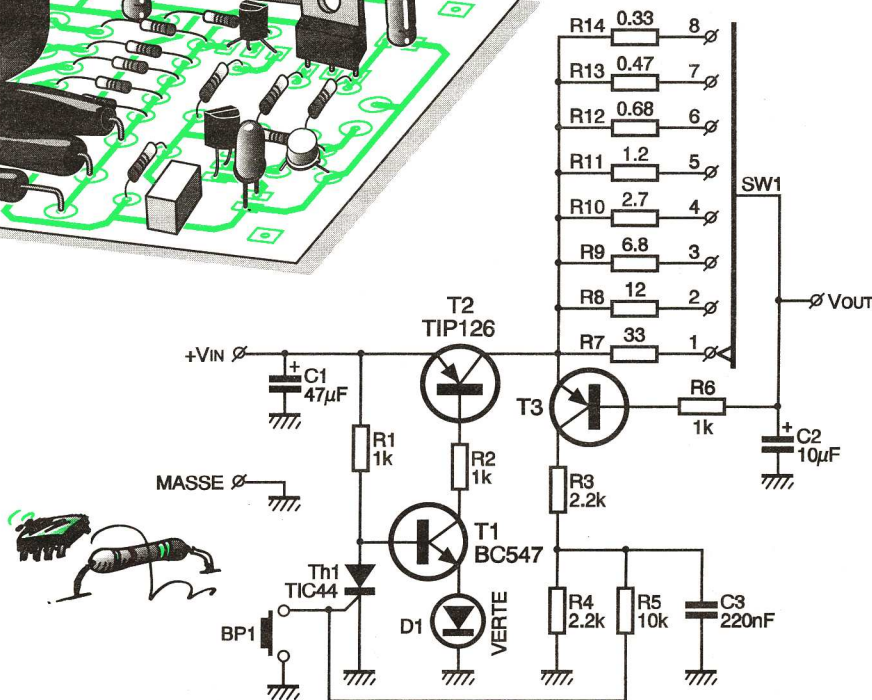 R14 0.33 8
R13 0.47 7
R12 0.68 6
R11 1.2 5
SW1
R10 2.7 4
R9 6.8 3
R8 12 2
VOUT
R7 33 1
T2
TIP126
+VIN
C1
47µF
+
T3
R6
1k
+
C2
10µF
R1
1k
R2
1k
R3
2.2k
MASSE
T1
BC547
Th1
TIC44
D1
VERTE
R4
2.2k
R5
10k
C3
220nF
BP1